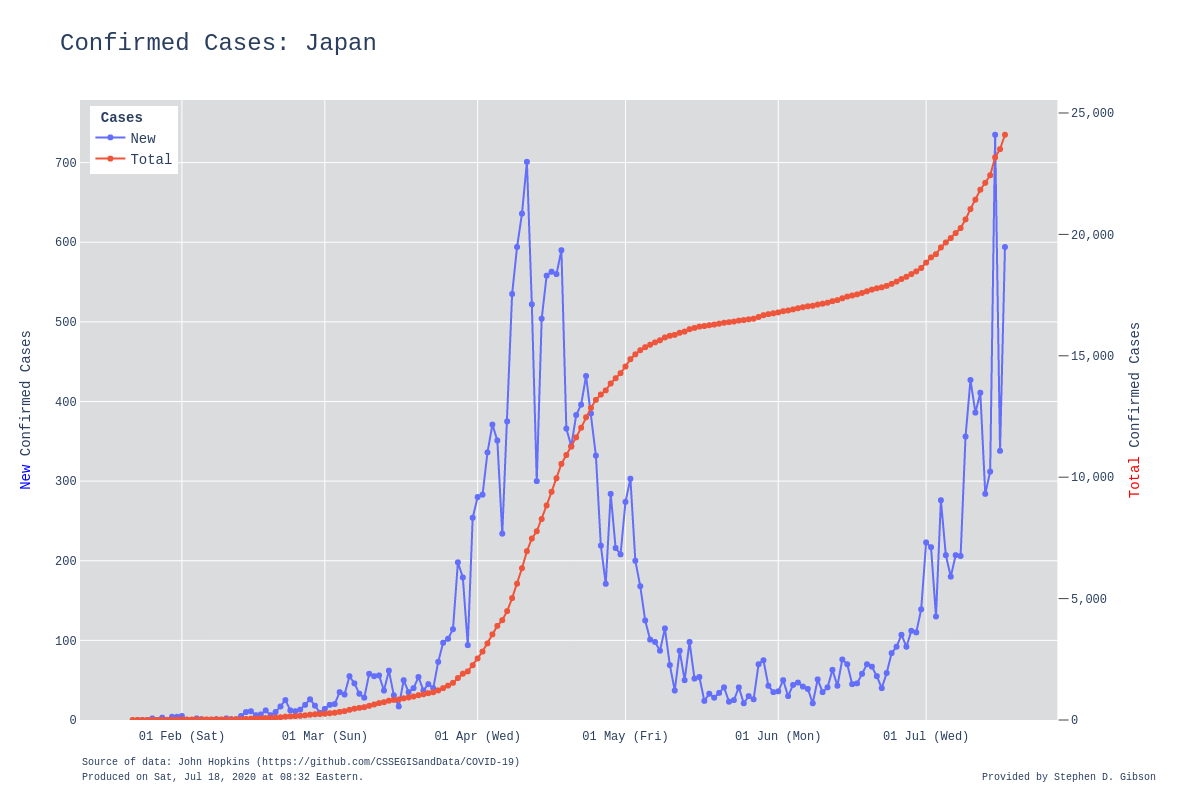 Confirmed Cases: Japan
Cases
New
Total
700
600
500
400
300
200
100
0
New Confirmed Cases
25,000
20,000
15,000
10,000
5,000
0
Total Confirmed Cases
01 Feb (Sat) 01 Mar (Sun) 01 Apr (Wed) 01 May (Fri) 01 Jun (Mon) 01 Jul (Wed)
Source of data: John Hopkins (https://github.com/CSSEGISandData/COVID-19)
Produced on Sat, Jul 18, 2020 at 08:32 Eastern.
Provided by Stephen D. Gibson